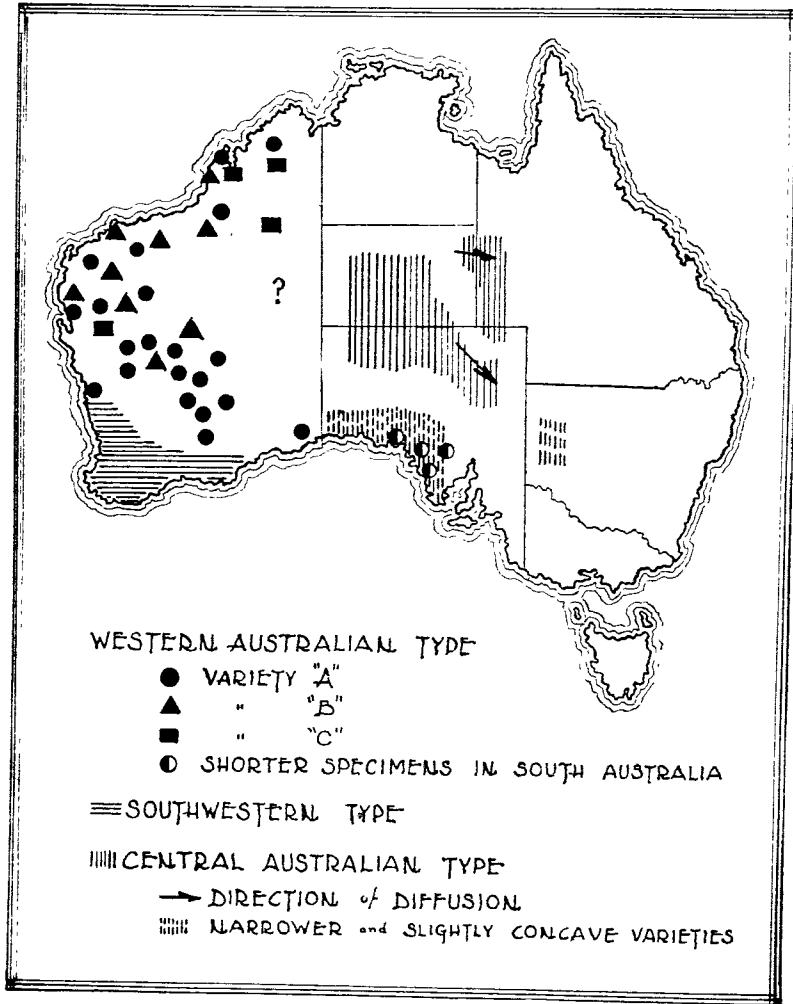 ?
WESTERN AUSTRALIAN TYPE
VARIETY "A"
" "B"
" "C"
SHORTER SPECIMENS IN SOUTH AUSTRALIA
SOUTHWESTERN TYPE
CENTRAL AUSTRALIAN TYPE
DIRECTION of DIFFUSION
NARROWER and SLIGHTLY CONCAVE VARIETIES